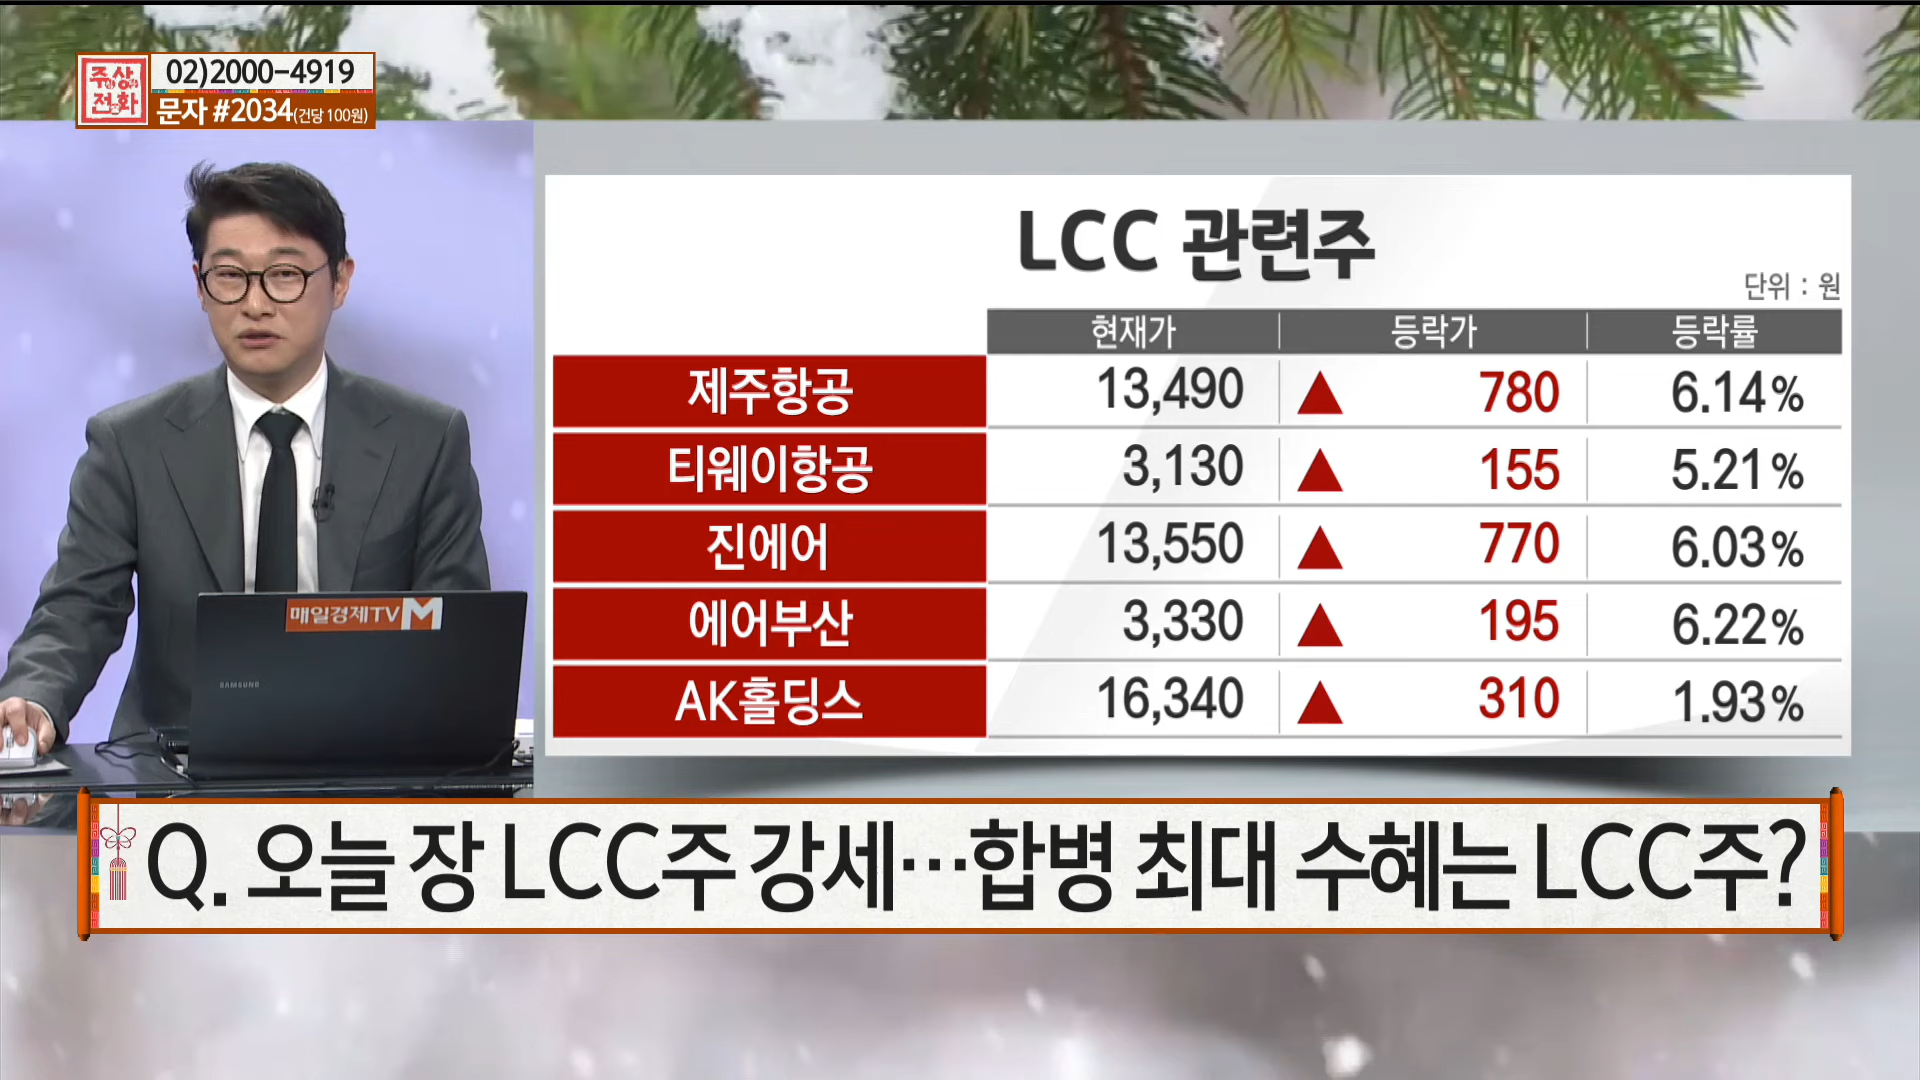 주상
전화
02)2000-4919
문자 #2034(건당 100원)
LCC 관련주
단위 : 원
현재가 등락가 등락률
제주항공 13,490 ▲ 780 6.14%
티웨이항공 3,130 ▲ 155 5.21%
진에어 13,550 ▲ 770 6.03%
에어부산 3,330 ▲ 195 6.22%
AK홀딩스 16,340 ▲ 310 1.93%
매일경제TV M
SAMSUNG
Q. 오늘 장 LCC주 강세…합병 최대 수혜는 LCC주?